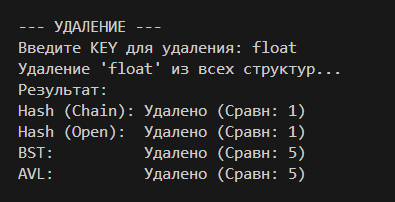 --- УДАЛЕНИЕ ---
Введите KEY для удаления: float
Удаление 'float' из всех структур...
Результат:
Hash (Chain): Удалено (Сравн: 1)
Hash (Open):  Удалено (Сравн: 1)
BST:          Удалено (Сравн: 5)
AVL:          Удалено (Сравн: 5)